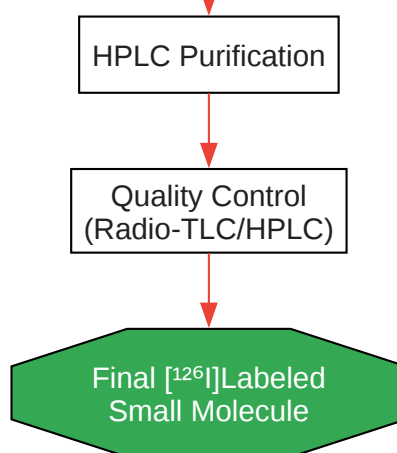 HPLC Purification
Quality Control
(Radio-TLC/HPLC)
Final [¹²⁶I]Labeled
Small Molecule